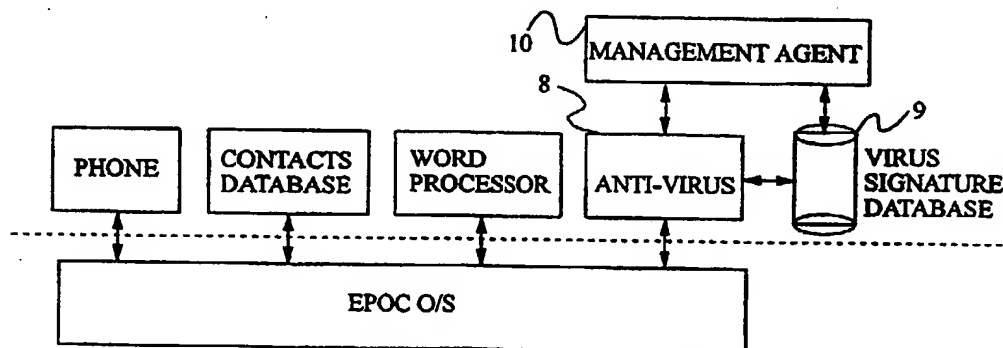 10
MANAGEMENT AGENT
8
9
PHONE
CONTACTS
DATABASE
WORD
PROCESSOR
ANTI-VIRUS
VIRUS
SIGNATURE
DATABASE
EPOC O/S